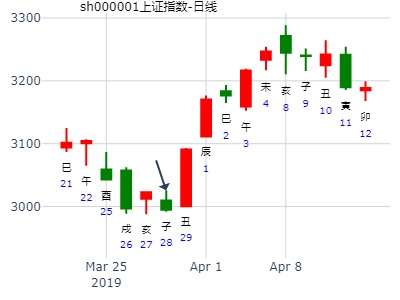 sh000001上证指数-日线
3300
3200
3100
3000
巳
21
午
22
酉
25
戌
26
亥
27
子
28
丑
29
辰
1
巳
2
午
3
未
4
亥
8
子
9
丑
10
寅
11
卯
12
Mar 25
2019
Apr 1
Apr 8